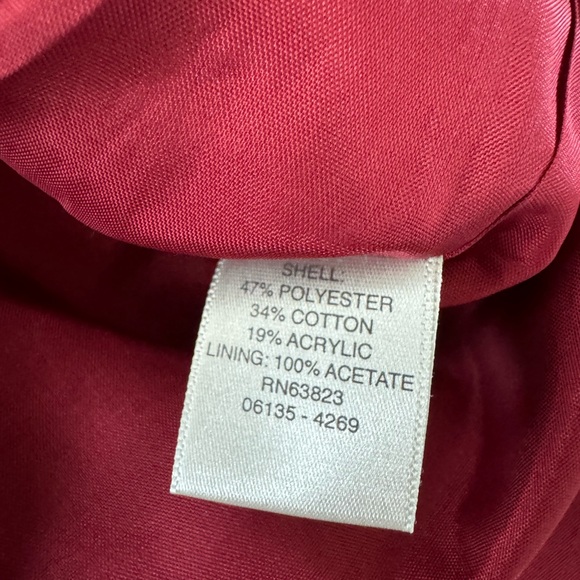 SHELL:
47% POLYESTER
34% COTTON
19% ACRYLIC
LINING: 100% ACETATE
RN63823
06135 - 4269